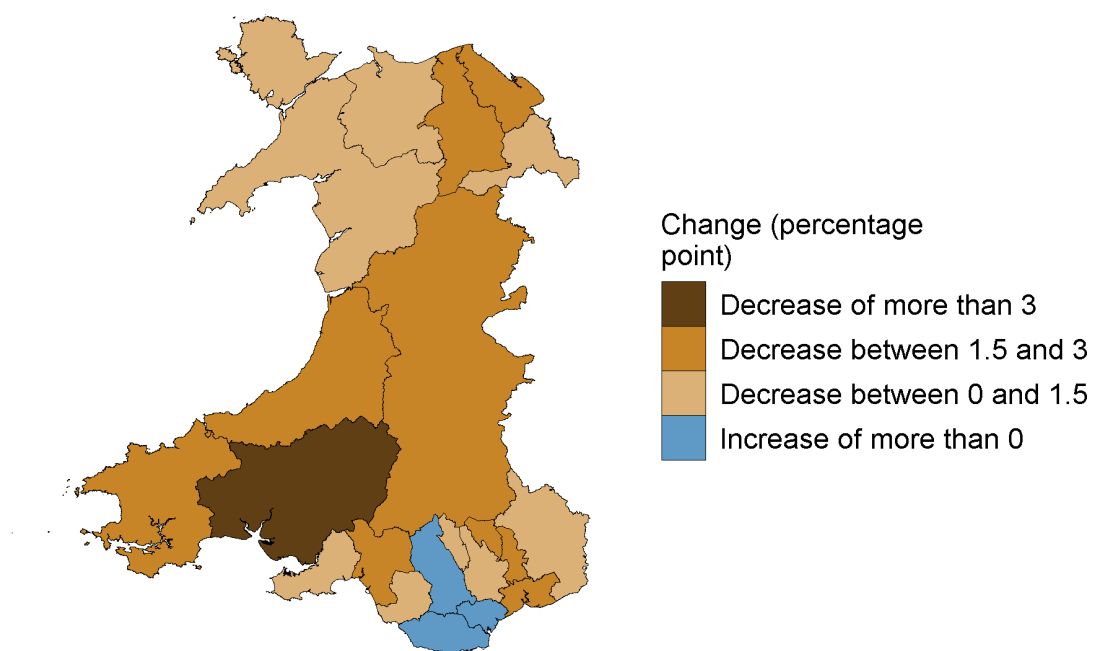 Change (percentage
point)
Decrease of more than 3
Decrease between 1.5 and 3
Decrease between 0 and 1.5
Increase of more than 0